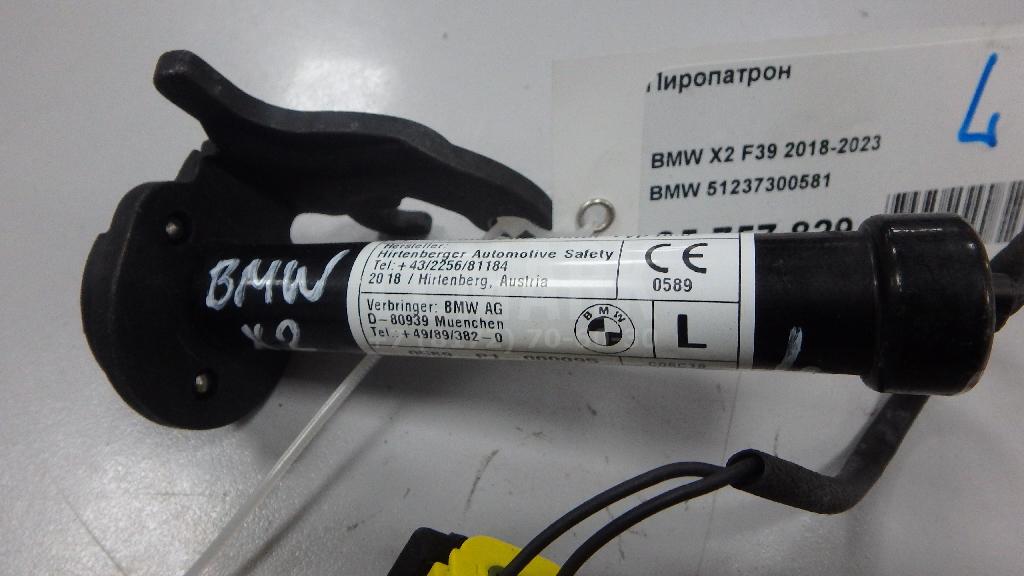 Пиропатрон
4
BMW X2 F39 2018-2023
BMW 51237300581
BMW
X2
Hersteller:
Hirtenberger Automotive Safety
Tel: +43/2256/81184
2018 / Hirtenberg, Austria
CE
0589
Verbringer: BMW AG
D-80939 Muenchen
Tel.: +49/89/382-0
BMW
L